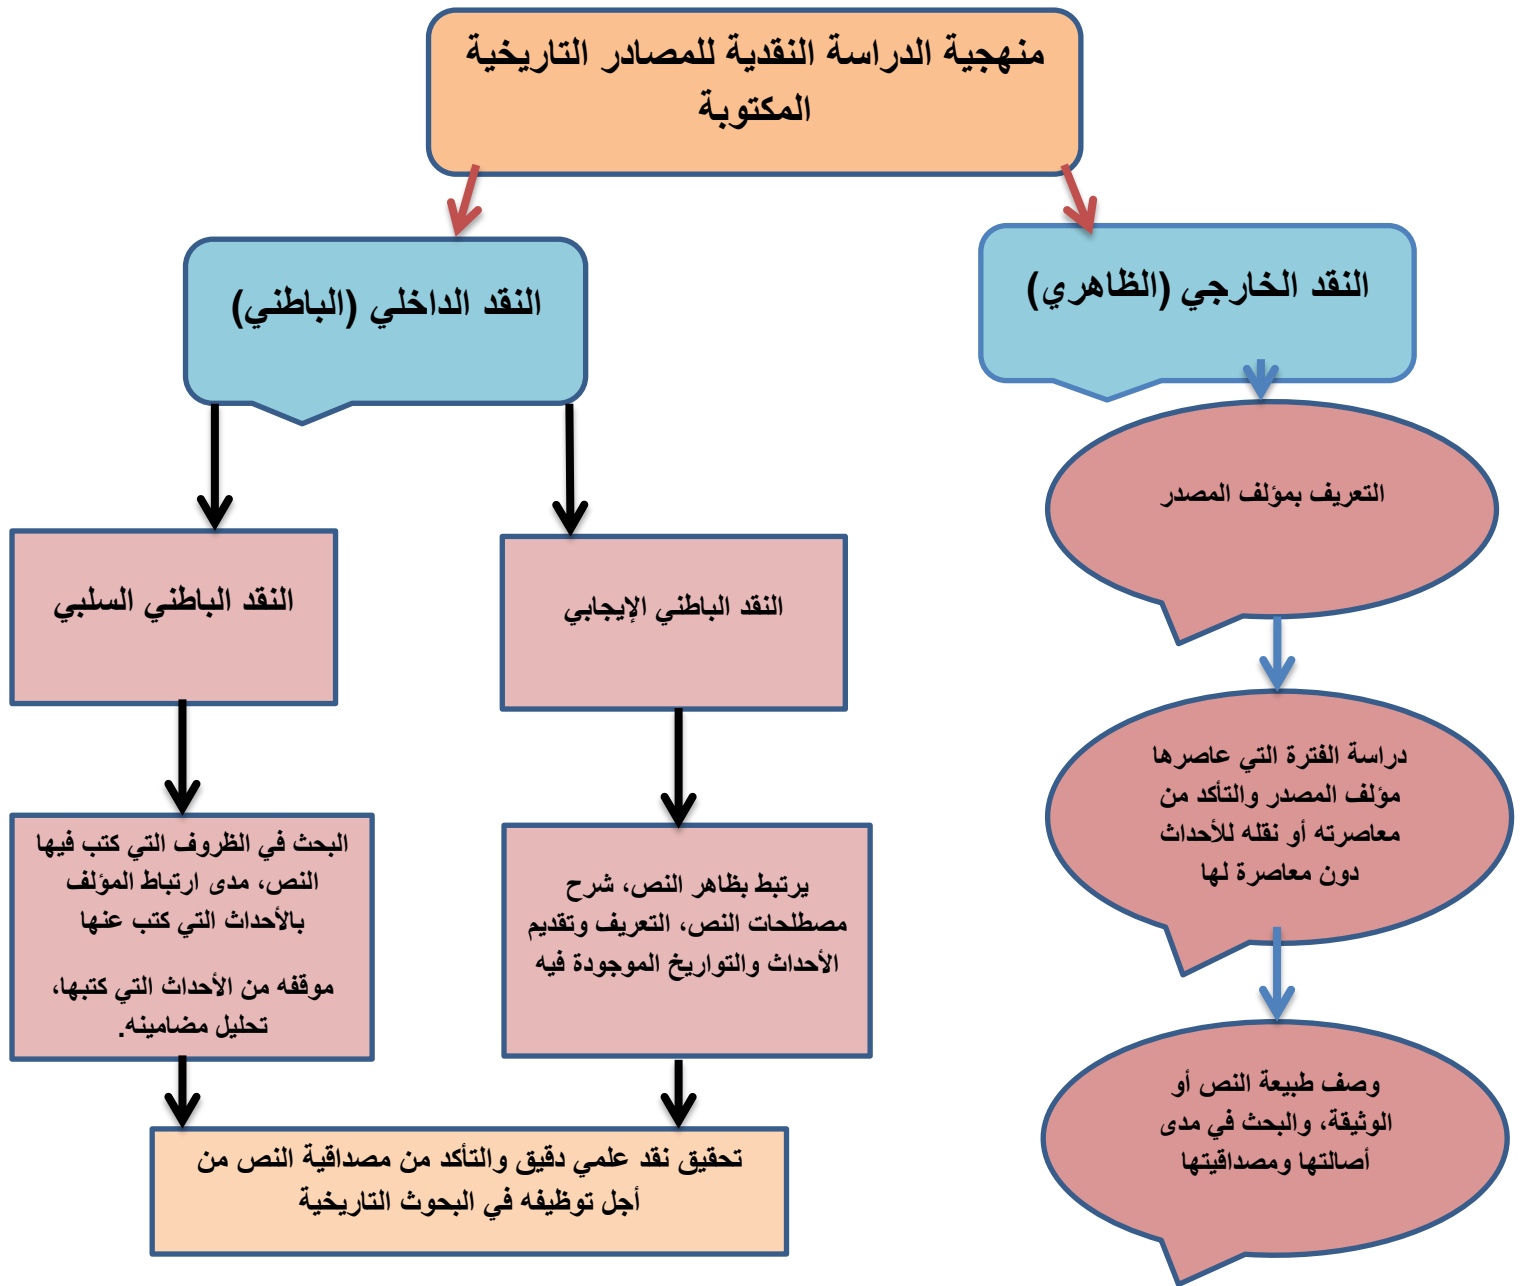 منهجية الدراسة النقدية للمصادر التاريخية
المكتوبة
النقد الخارجي (الظاهري)
التعريف بمؤلف المصدر
دراسة الفترة التي عاصرها
مؤلف المصدر والتأكد من
معاصرته أو نقله للأحداث
دون معاصرة لها
وصف طبيعة النص أو
الوثيقة، والبحث في مدى
أصالتها ومصداقيتها
النقد الداخلي (الباطني)
النقد الباطني الإيجابي
يرتبط بظاهر النص، شرح
مصطلحات النص، التعريف وتقديم
الأحداث والتواريخ الموجودة فيه
النقد الباطني السلبي
البحث في الظروف التي كتب فيها
النص، مدى ارتباط المؤلف
بالأحداث التي كتب عنها
موقفه من الأحداث التي كتبها،
تحليل مضامينه.
تحقيق نقد علمي دقيق والتأكد من مصداقية النص من
أجل توظيفه في البحوث التاريخية